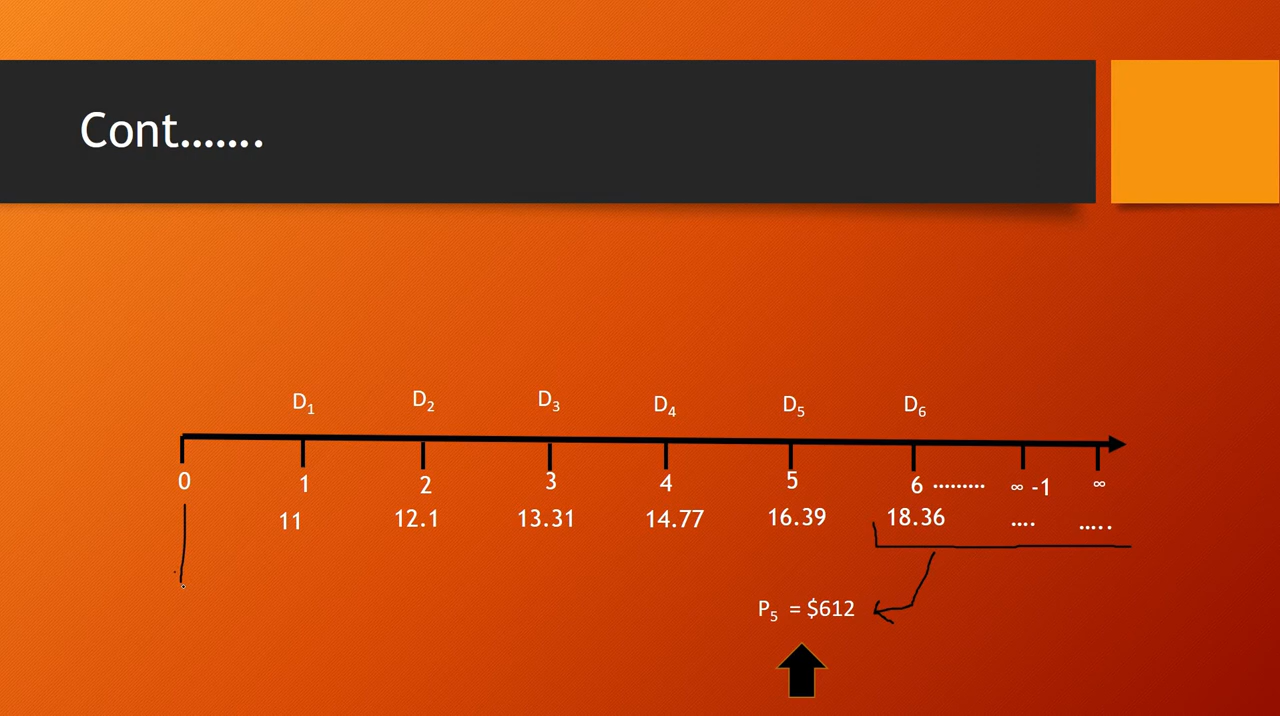 Cont.......
D₁ D₂ D₃ D₄ D₅ D₆
0 1 2 3 4 5 6 ......... ∞ -1 ∞
11 12.1 13.31 14.77 16.39 18.36 .... .....
P₅ = $612